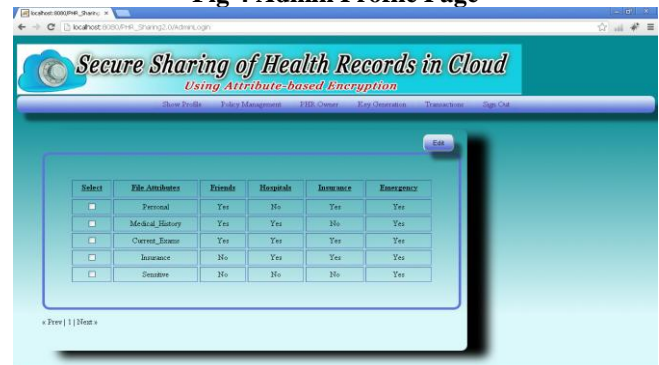 Fig 4 Admin Profile Page
localhost:8080/PHR_Sharing
localhost:8080/PHR_Sharing2.0/AdminLogin
Secure Sharing of Health Records in Cloud
Using Attribute-based Encryption
Show Profile Policy Management PHR Owner Key Generation Transactions Sign Out
Edit
Select File Attributes Friends Hospitals Insurance Emergency
Personal Yes No Yes Yes
Medical_History Yes Yes No Yes
Current_Exams Yes Yes Yes Yes
Insurance No Yes Yes Yes
Sensitive No No No Yes
« Prev | 1 | Next »